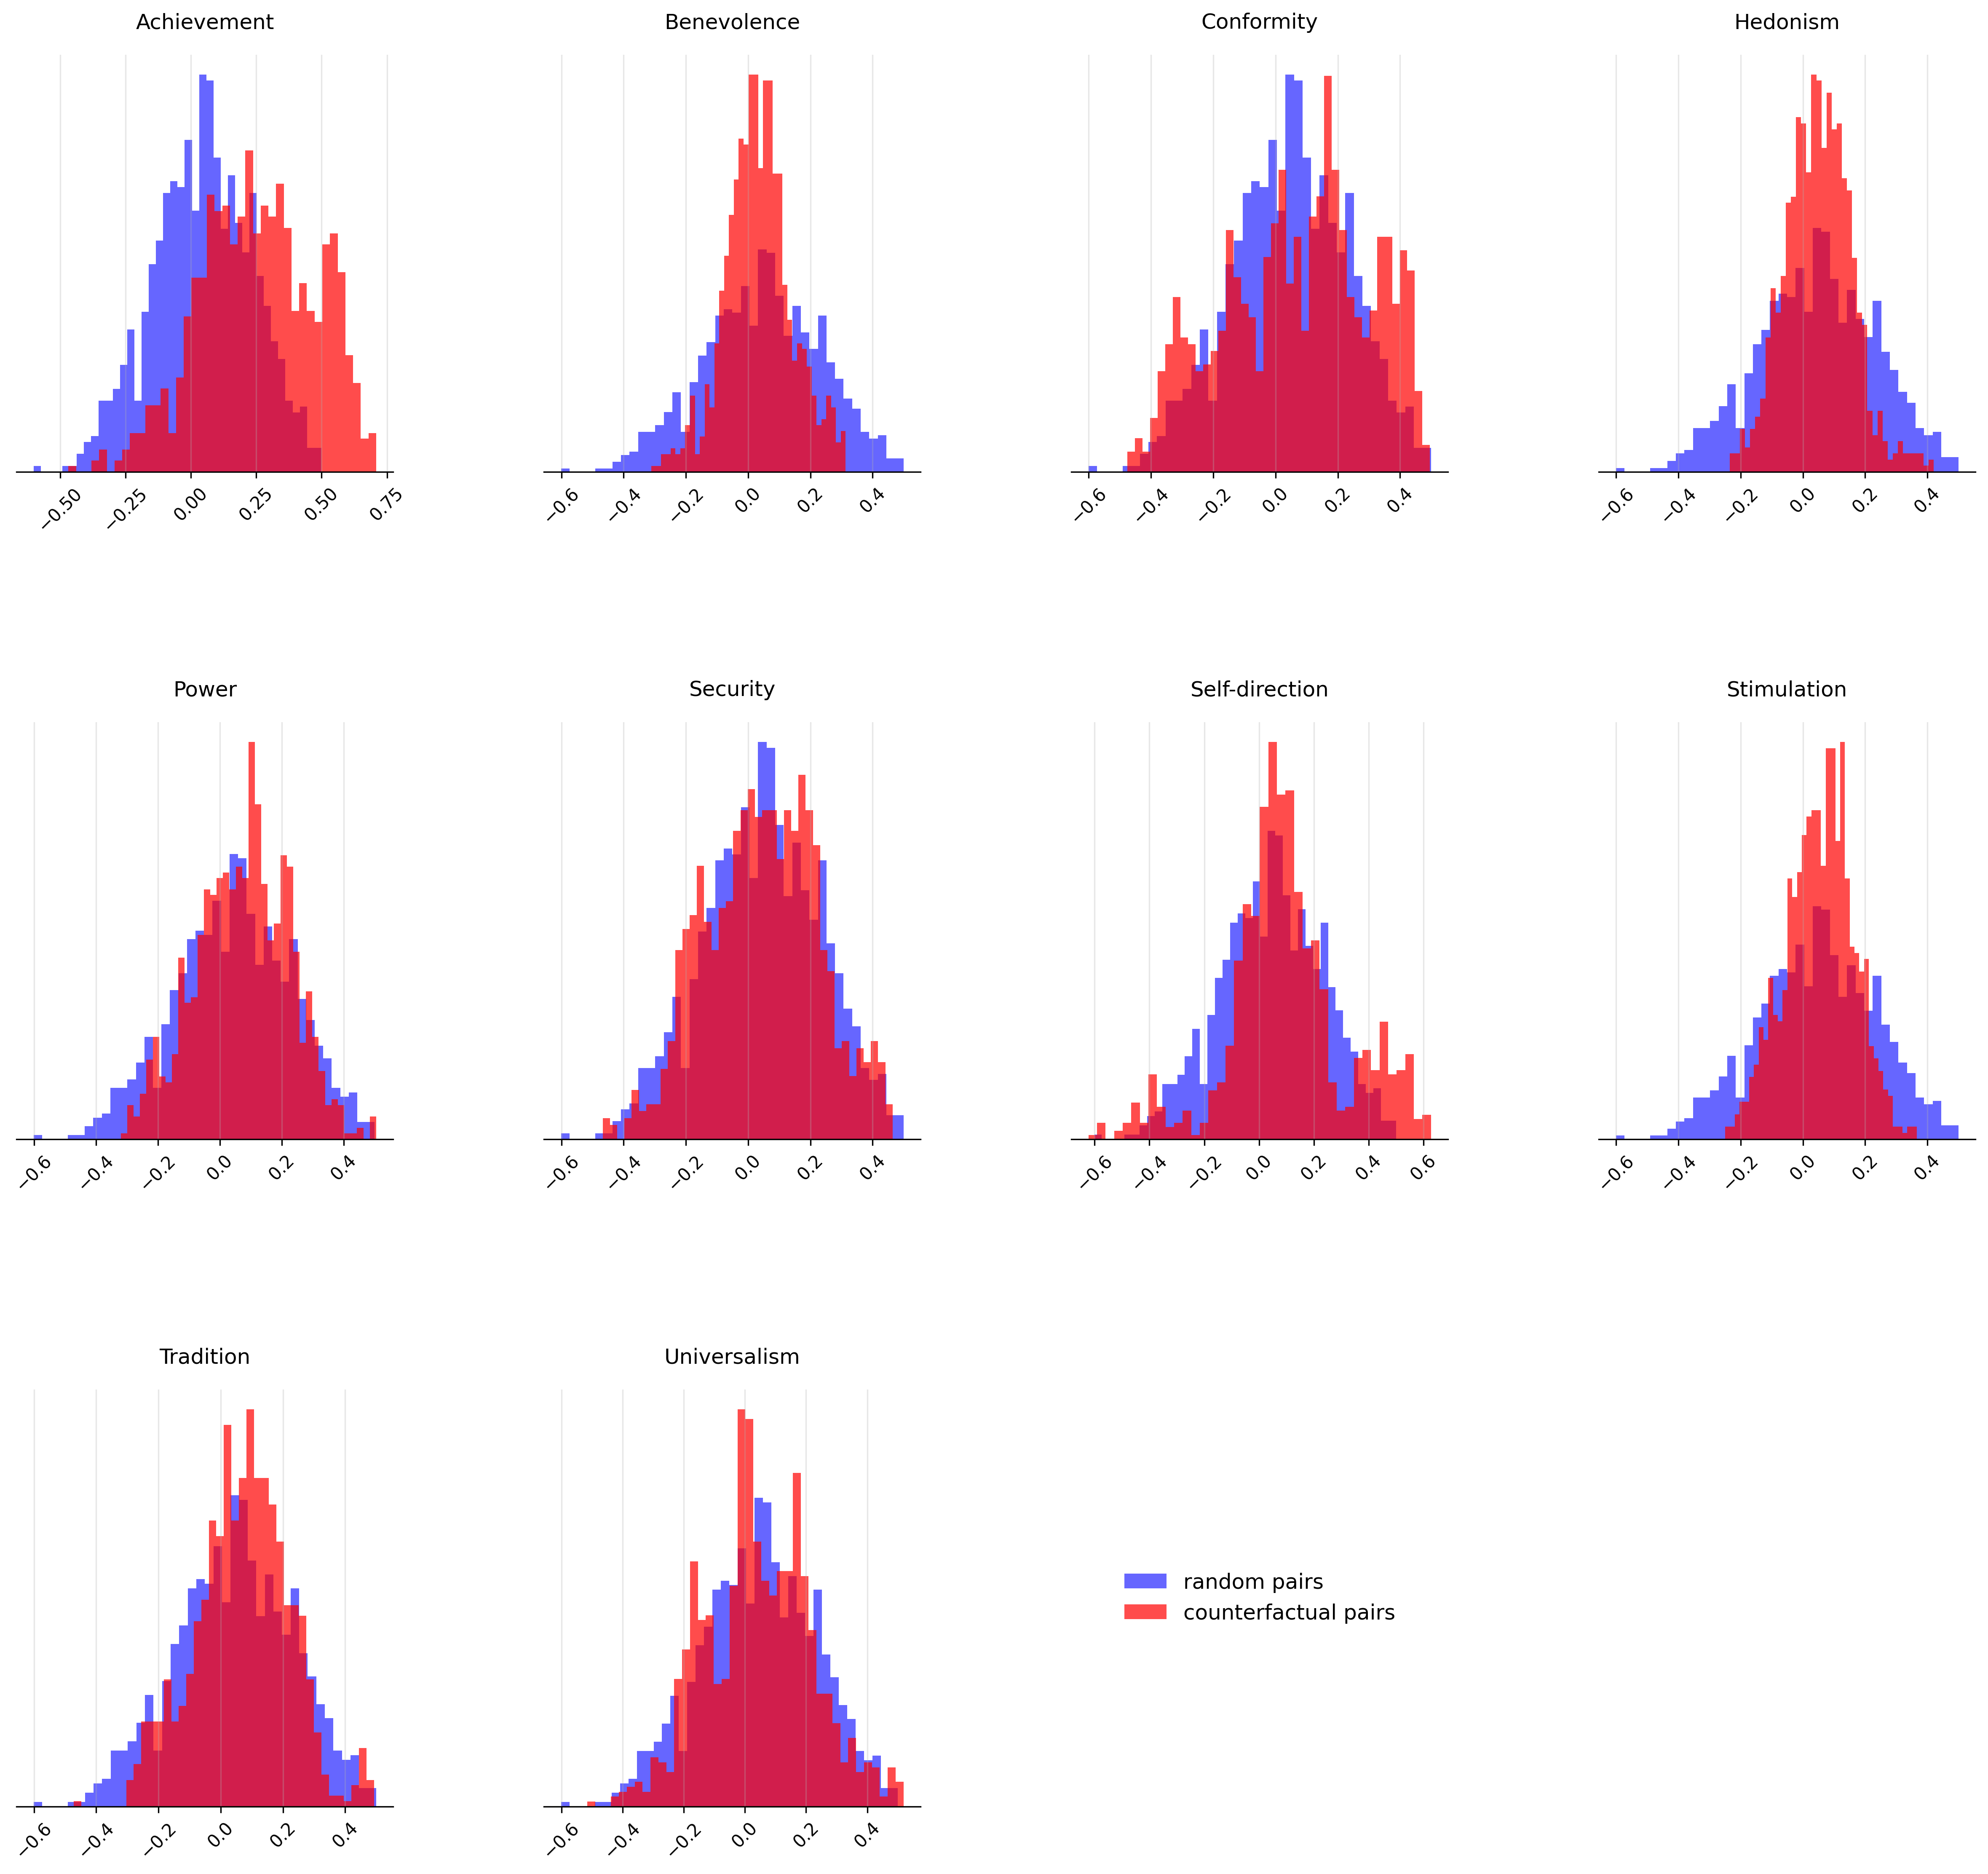 Achievement Benevolence Conformity Hedonism
−0.50 −0.25 0.00 0.25 0.50 0.75 −0.6 −0.4 −0.2 0.0 0.2 0.4 −0.6 −0.4 −0.2 0.0 0.2 0.4 −0.6 −0.4 −0.2 0.0 0.2 0.4
Power Security Self-direction Stimulation
−0.6 −0.4 −0.2 0.0 0.2 0.4 −0.6 −0.4 −0.2 0.0 0.2 0.4 −0.6 −0.4 −0.2 0.0 0.2 0.4 0.6 −0.6 −0.4 −0.2 0.0 0.2 0.4
Tradition Universalism
random pairs
counterfactual pairs
−0.6 −0.4 −0.2 0.0 0.2 0.4 −0.6 −0.4 −0.2 0.0 0.2 0.4